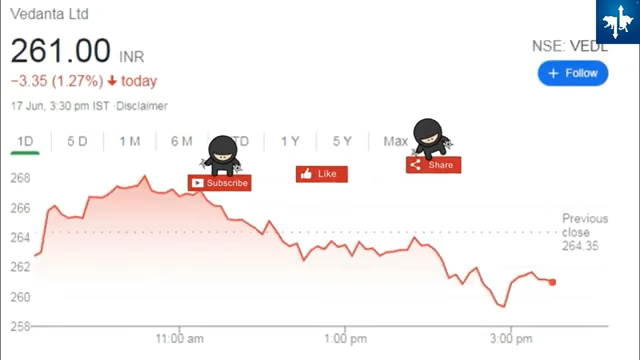 Vedanta Ltd
261.00 INR
−3.35 (1.27%) today
17 Jun, 3:30 pm IST ·Disclaimer
NSE: VEDL
+ Follow
1D 5 D 1 M 6 M TD 1 Y 5 Y Max
Subscribe Like Share
268
266
264
262
260
258
Previous
close
264.35
11:00 am 1:00 pm 3:00 pm